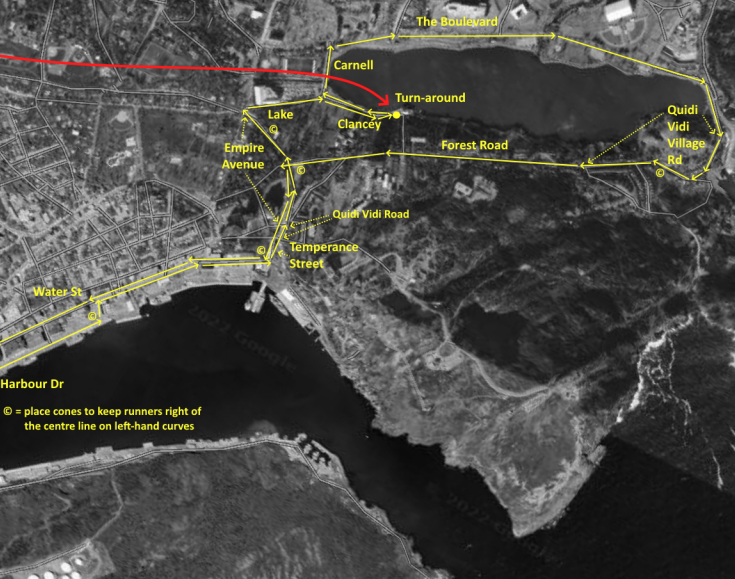 The Boulevard
Carnell
Turn-around
Lake
©
Clancey
Quidi
Vidi
Village
Rd
©
Empire
Avenue
Forest Road
©
Quidi Vidi Road
©
Temperance
Street
Water St
©
Harbour Dr
© = place cones to keep runners right of
the centre line on left-hand curves
2022 Google